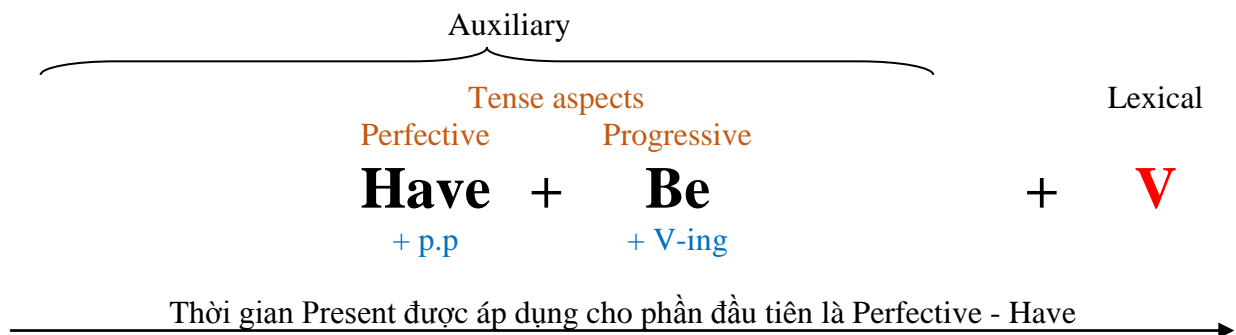 Auxiliary
Tense aspects Lexical
Perfective Progressive
Have + Be + V
+ p.p + V-ing
Thời gian Present được áp dụng cho phần đầu tiên là Perfective - Have